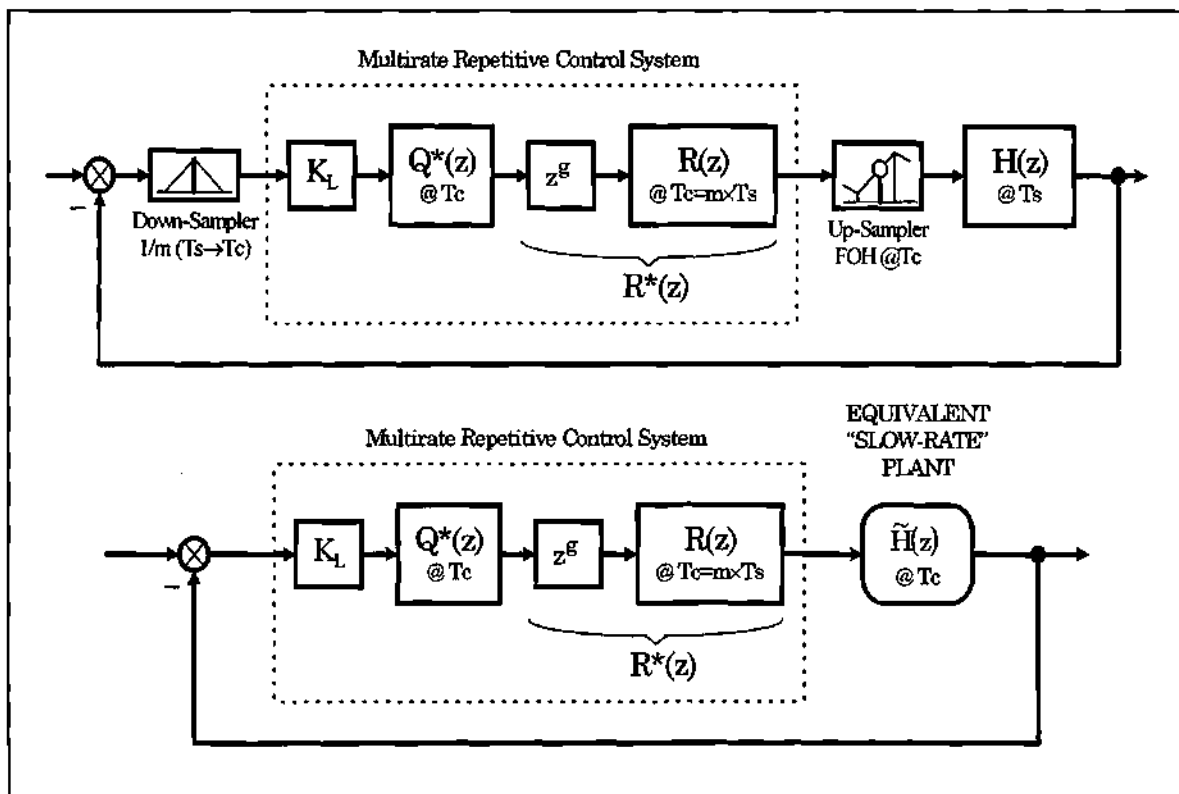 Multirate Repetitive Control System
K_L
Q*(z)
@ Tc
z^g
R(z)
@ Tc=m×Ts
H(z)
@ Ts
−
Down-Sampler
1/m (Ts→Tc)
Up-Sampler
FOH @Tc
R*(z)
EQUIVALENT
“SLOW-RATE”
PLANT
Multirate Repetitive Control System
K_L
Q*(z)
@ Tc
z^g
R(z)
@ Tc=m×Ts
H̃(z)
@ Tc
−
R*(z)